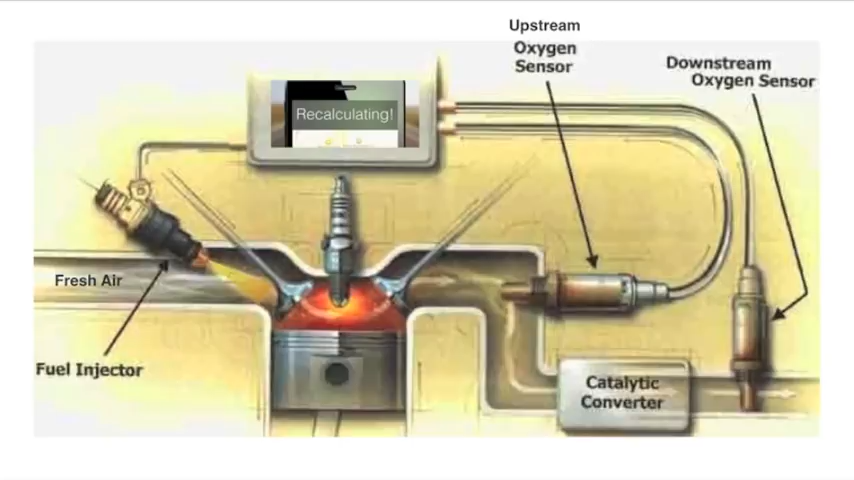 Upstream
Oxygen
Sensor
Downstream
Oxygen Sensor
Recalculating!
Fresh Air
Fuel Injector
Catalytic
Converter